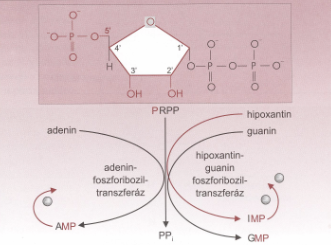 O⁻ O⁻ O⁻
⁻O–P–O 5' O
O 4' 1' O–P–O–P–O⁻
H 3' 2' O O
OH OH
PRPP
hipoxantin
adenin
guanin
adenin-
foszforibozil-
transzferáz
hipoxantin-
guanin
foszforibozil-
transzferáz
AMP
IMP
PPi
GMP